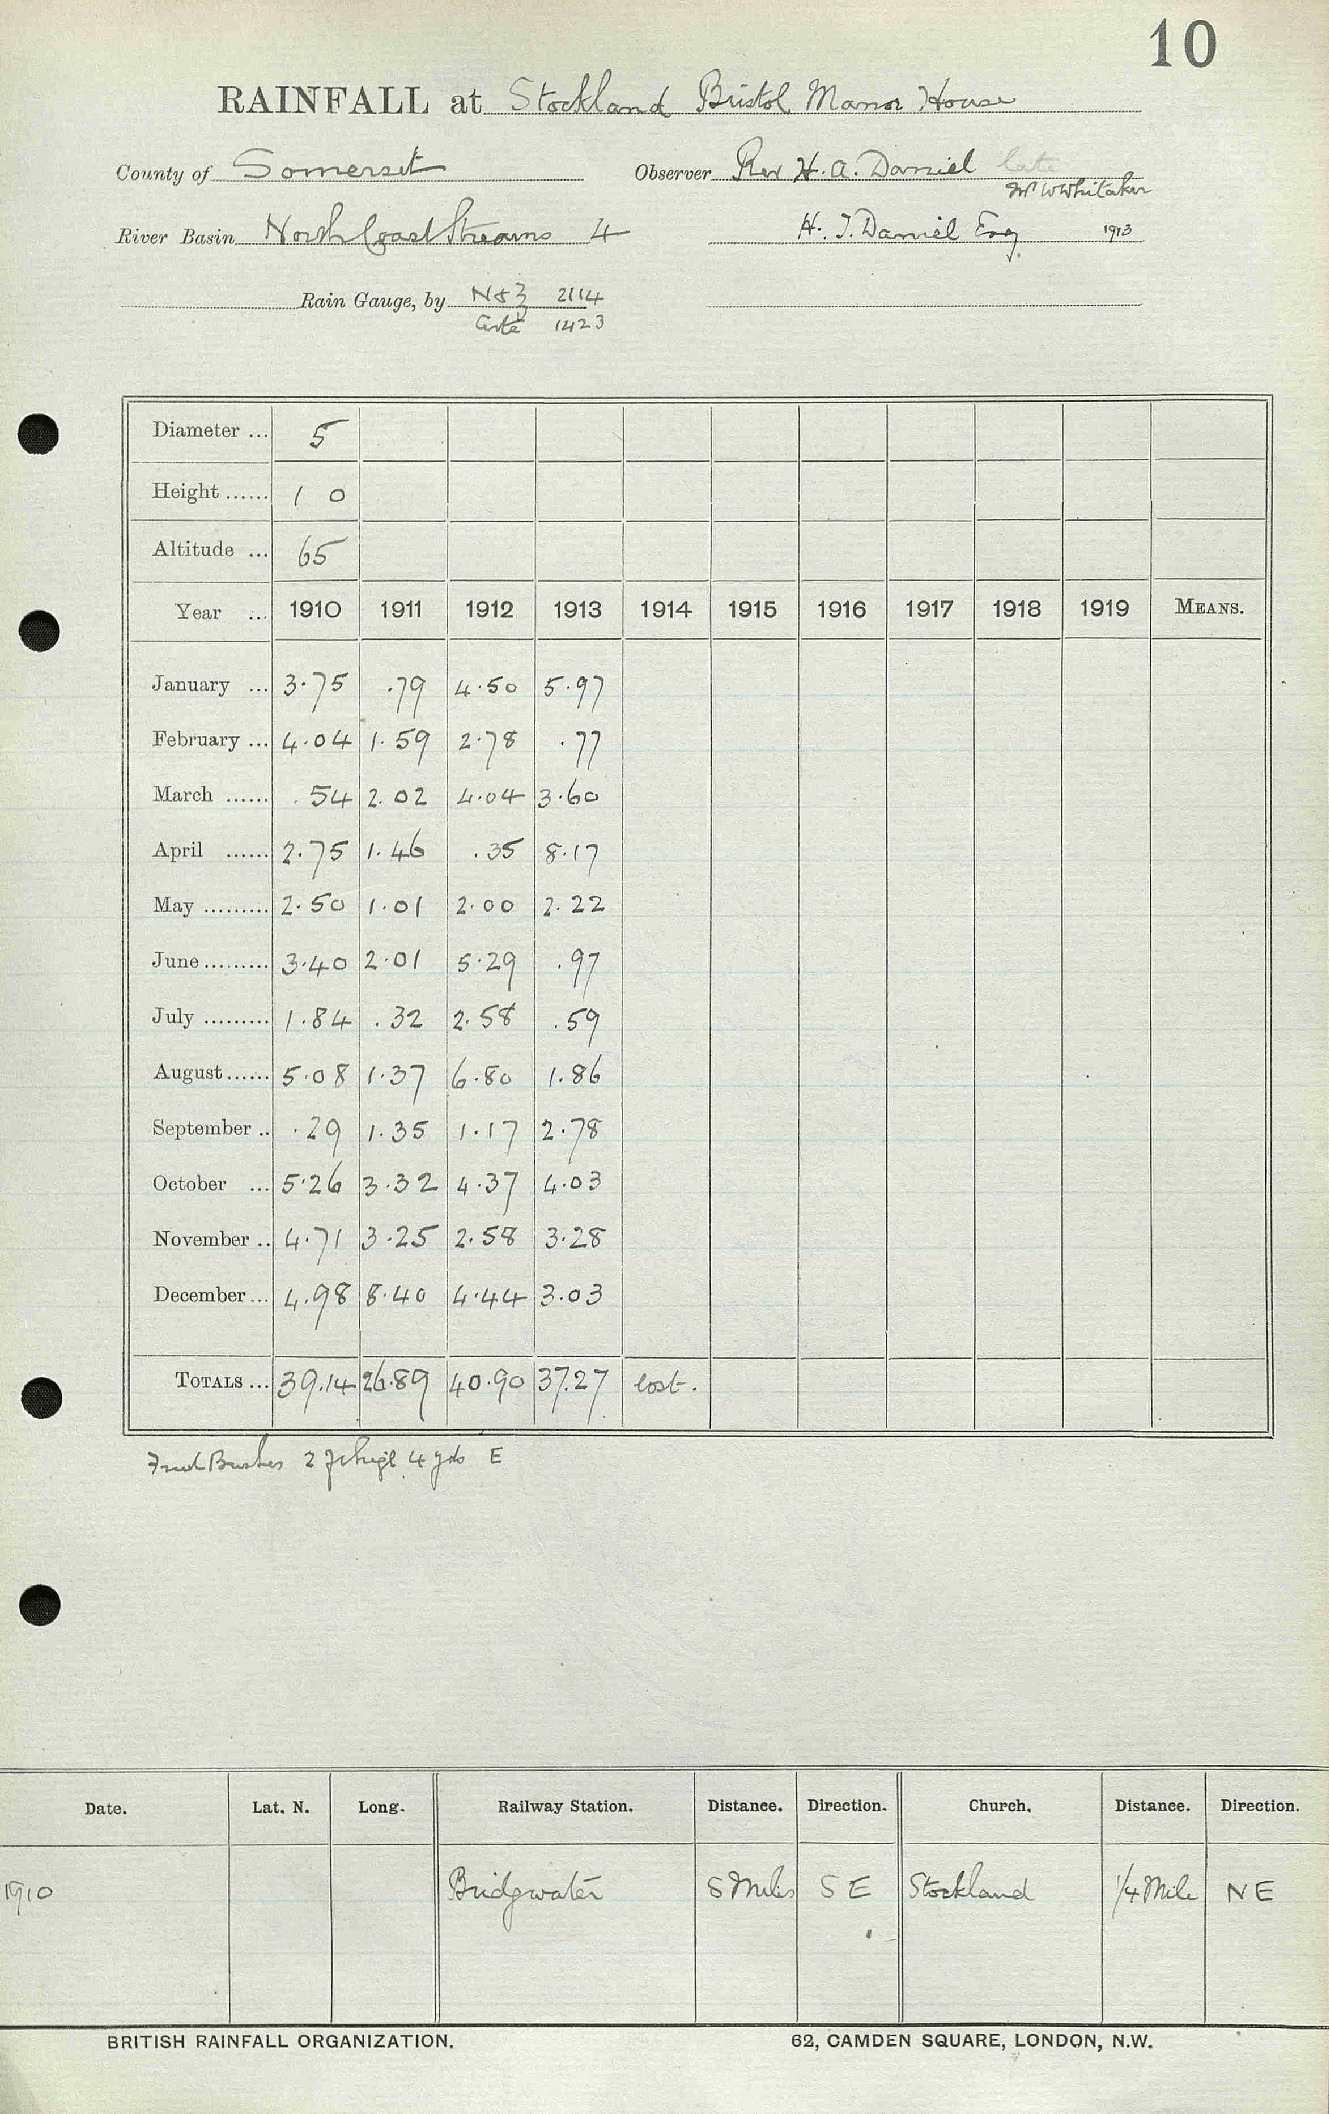 10
RAINFALL at Stockland Bristol Manor House
County of Somerset Observer Rev H. A. Daniel late
Mr W Whitaker
River Basin North Coast Streams 4 H. T. Daniel Esq 1913
Rain Gauge, by N & Z 2114
Certe 1423
Diameter ... 5
Height ...... 1 0
Altitude ... 65
Year ... 1910 1911 1912 1913 1914 1915 1916 1917 1918 1919 MEANS.
January ... 3.75 .79 4.50 5.97
February ... 4.04 1.59 2.78 .77
March ...... .54 2.02 4.04 3.60
April ...... 2.75 1.46 .35 8.17
May ......... 2.50 1.01 2.00 2.22
June ......... 3.40 2.01 5.29 .97
July ......... 1.84 .32 2.58 .59
August ...... 5.08 1.37 6.80 1.86
September .. .29 1.35 1.17 2.78
October ... 5.26 3.32 4.37 4.03
November .. 4.71 3.25 2.58 3.28
December ... 4.98 8.40 4.44 3.03
TOTALS ... 39.14 26.89 40.90 37.27 lost.
Fruit Bushes 2 ft high 4 yds E
Date. Lat. N. Long. Railway Station. Distance. Direction. Church. Distance. Direction.
1910 Bridgwater 8 Miles S E Stockland 1/4 Mile N E
BRITISH RAINFALL ORGANIZATION. 62, CAMDEN SQUARE, LONDON, N.W.